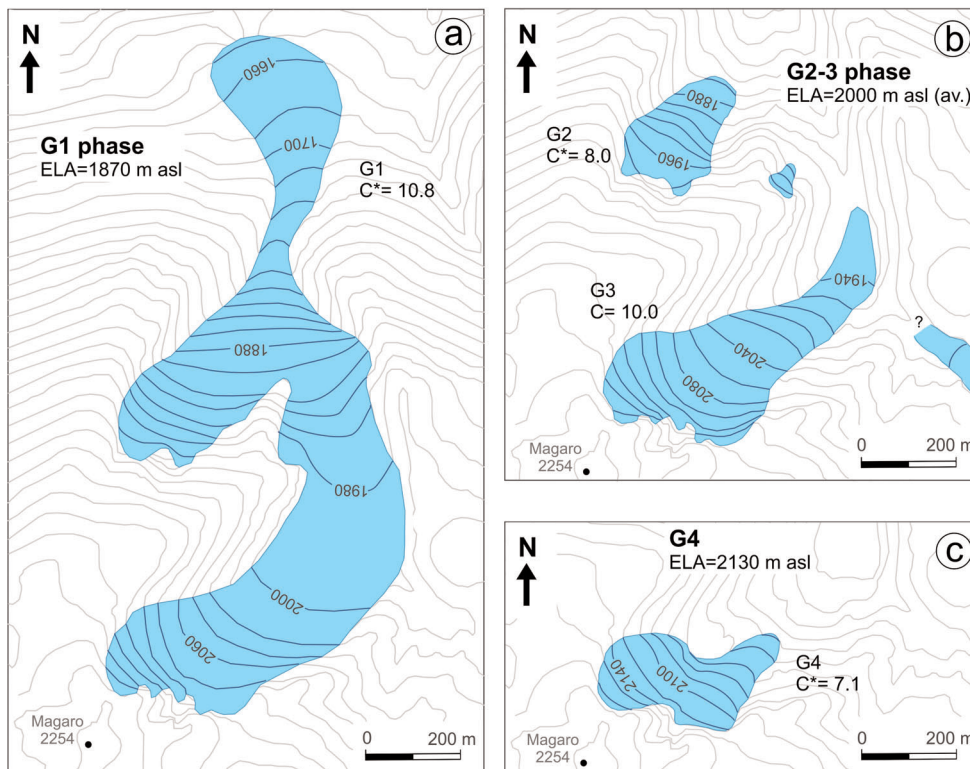 N
a
G1 phase
ELA=1870 m asl
1660
1700
G1
C*= 10.8
1880
1980
2000
2060
Magaro
2254
0 200 m
N
b
G2-3 phase
ELA=2000 m asl (av.)
1880
G2
C*= 8.0
1960
1940
G3
C= 10.0
?
2040
2080
Magaro
2254
0 200 m
N
c
G4
ELA=2130 m asl
2140
2100
G4
C*= 7.1
Magaro
2254
0 200 m